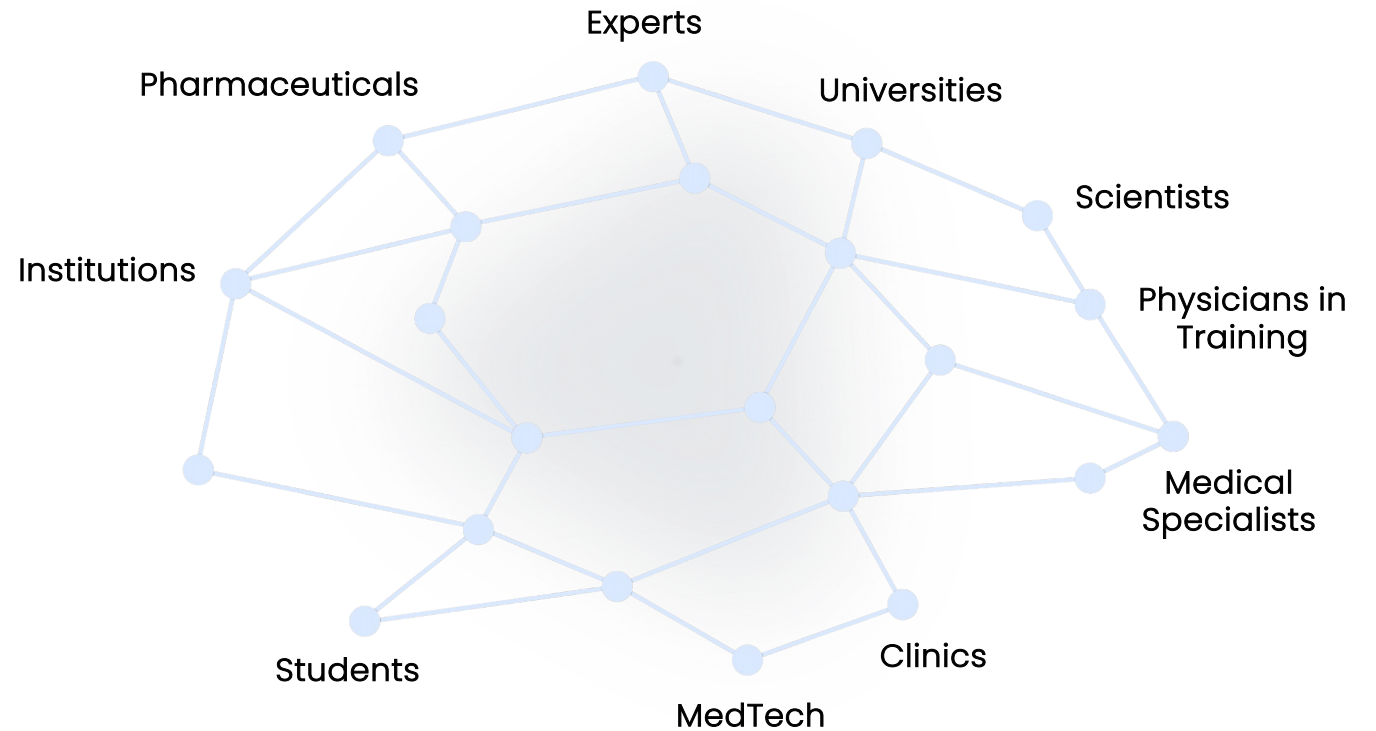 Experts
Pharmaceuticals
Universities
Scientists
Institutions
Physicians in
Training
Medical
Specialists
Students
Clinics
MedTech